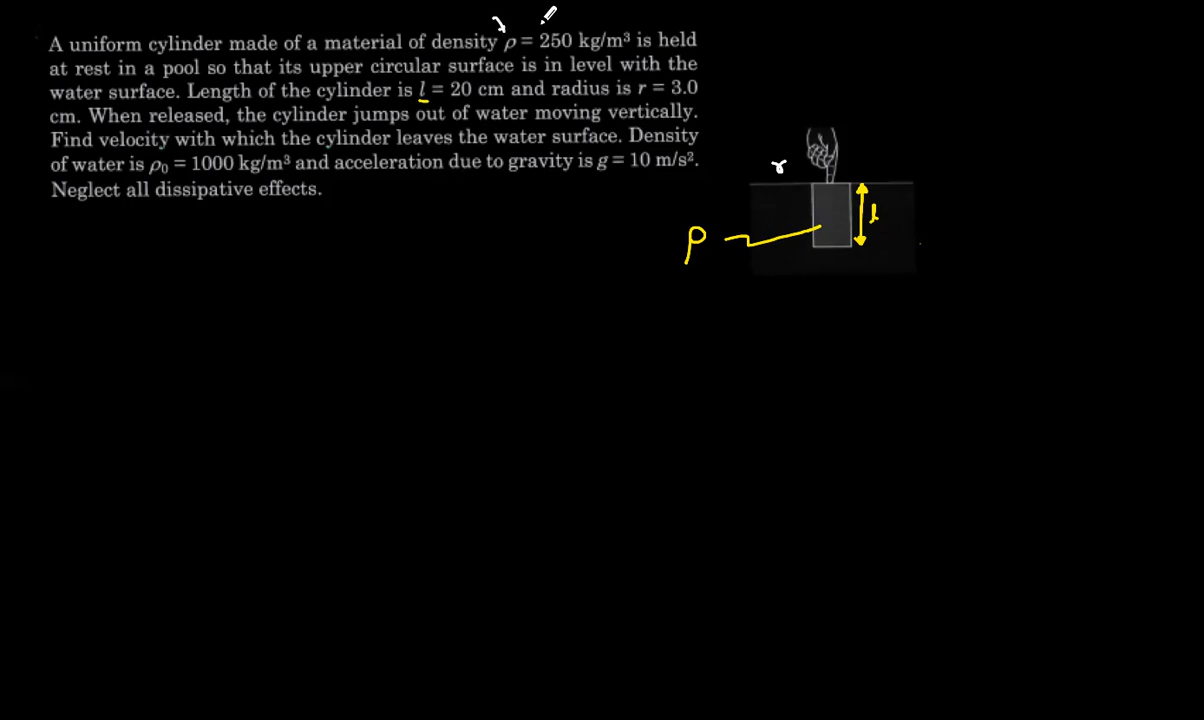 A uniform cylinder made of a material of density ρ = 250 kg/m³ is held
at rest in a pool so that its upper circular surface is in level with the
water surface. Length of the cylinder is l = 20 cm and radius is r = 3.0
cm. When released, the cylinder jumps out of water moving vertically.
Find velocity with which the cylinder leaves the water surface. Density
of water is ρ₀ = 1000 kg/m³ and acceleration due to gravity is g = 10 m/s².
Neglect all dissipative effects.
r
l
ρ